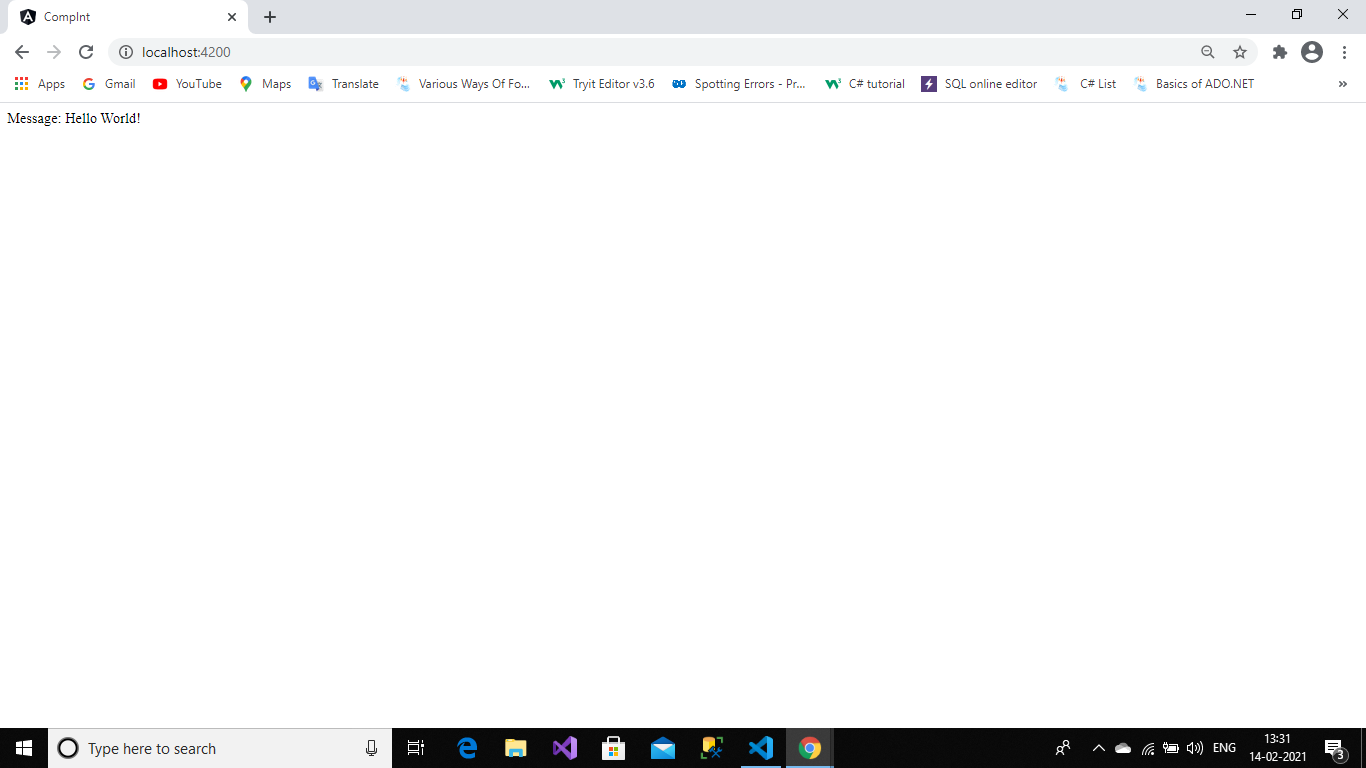 CompInt
localhost:4200
Apps Gmail YouTube Maps Translate Various Ways Of Fo... Tryit Editor v3.6 Spotting Errors - Pr... C# tutorial SQL online editor C# List Basics of ADO.NET »
Message: Hello World!
Type here to search
ENG
13:31
14-02-2021
3